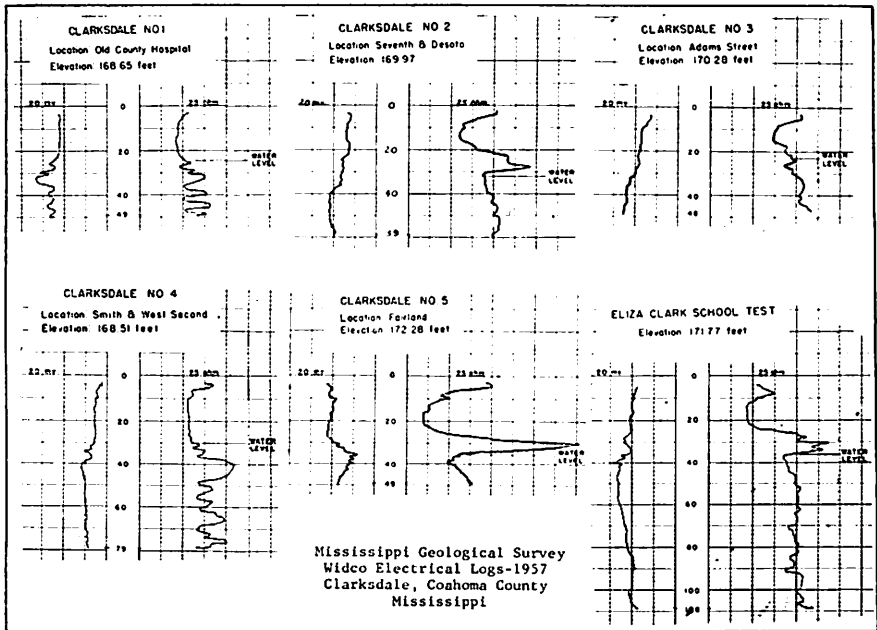 CLARKSDALE NO 1
Location Old County Hospital
Elevation: 168.65 feet
20 mv
25 ohm
0
20
40
49
WATER
LEVEL
CLARKSDALE NO 2
Location Seventh & Desoto
Elevation: 169.97
20 mv
25 ohm
0
20
40
59
WATER
LEVEL
CLARKSDALE NO 3
Location Adams Street
Elevation: 170.28 feet
20 mv
25 ohm
0
20
40
48
WATER
LEVEL
CLARKSDALE NO 4
Location: Smith & West Second
Elevation: 168.51 feet
20 mv
25 ohm
0
20
40
60
79
WATER
LEVEL
CLARKSDALE NO 5
Location Fairland
Elevation: 172.28 feet
20 mv
25 ohm
0
20
40
49
WATER
LEVEL
ELIZA CLARK SCHOOL TEST
Elevation: 171.77 feet
20 mv
25 ohm
0
20
40
60
80
100
WATER
LEVEL
Mississippi Geological Survey
Widco Electrical Logs-1957
Clarksdale, Coahoma County
Mississippi